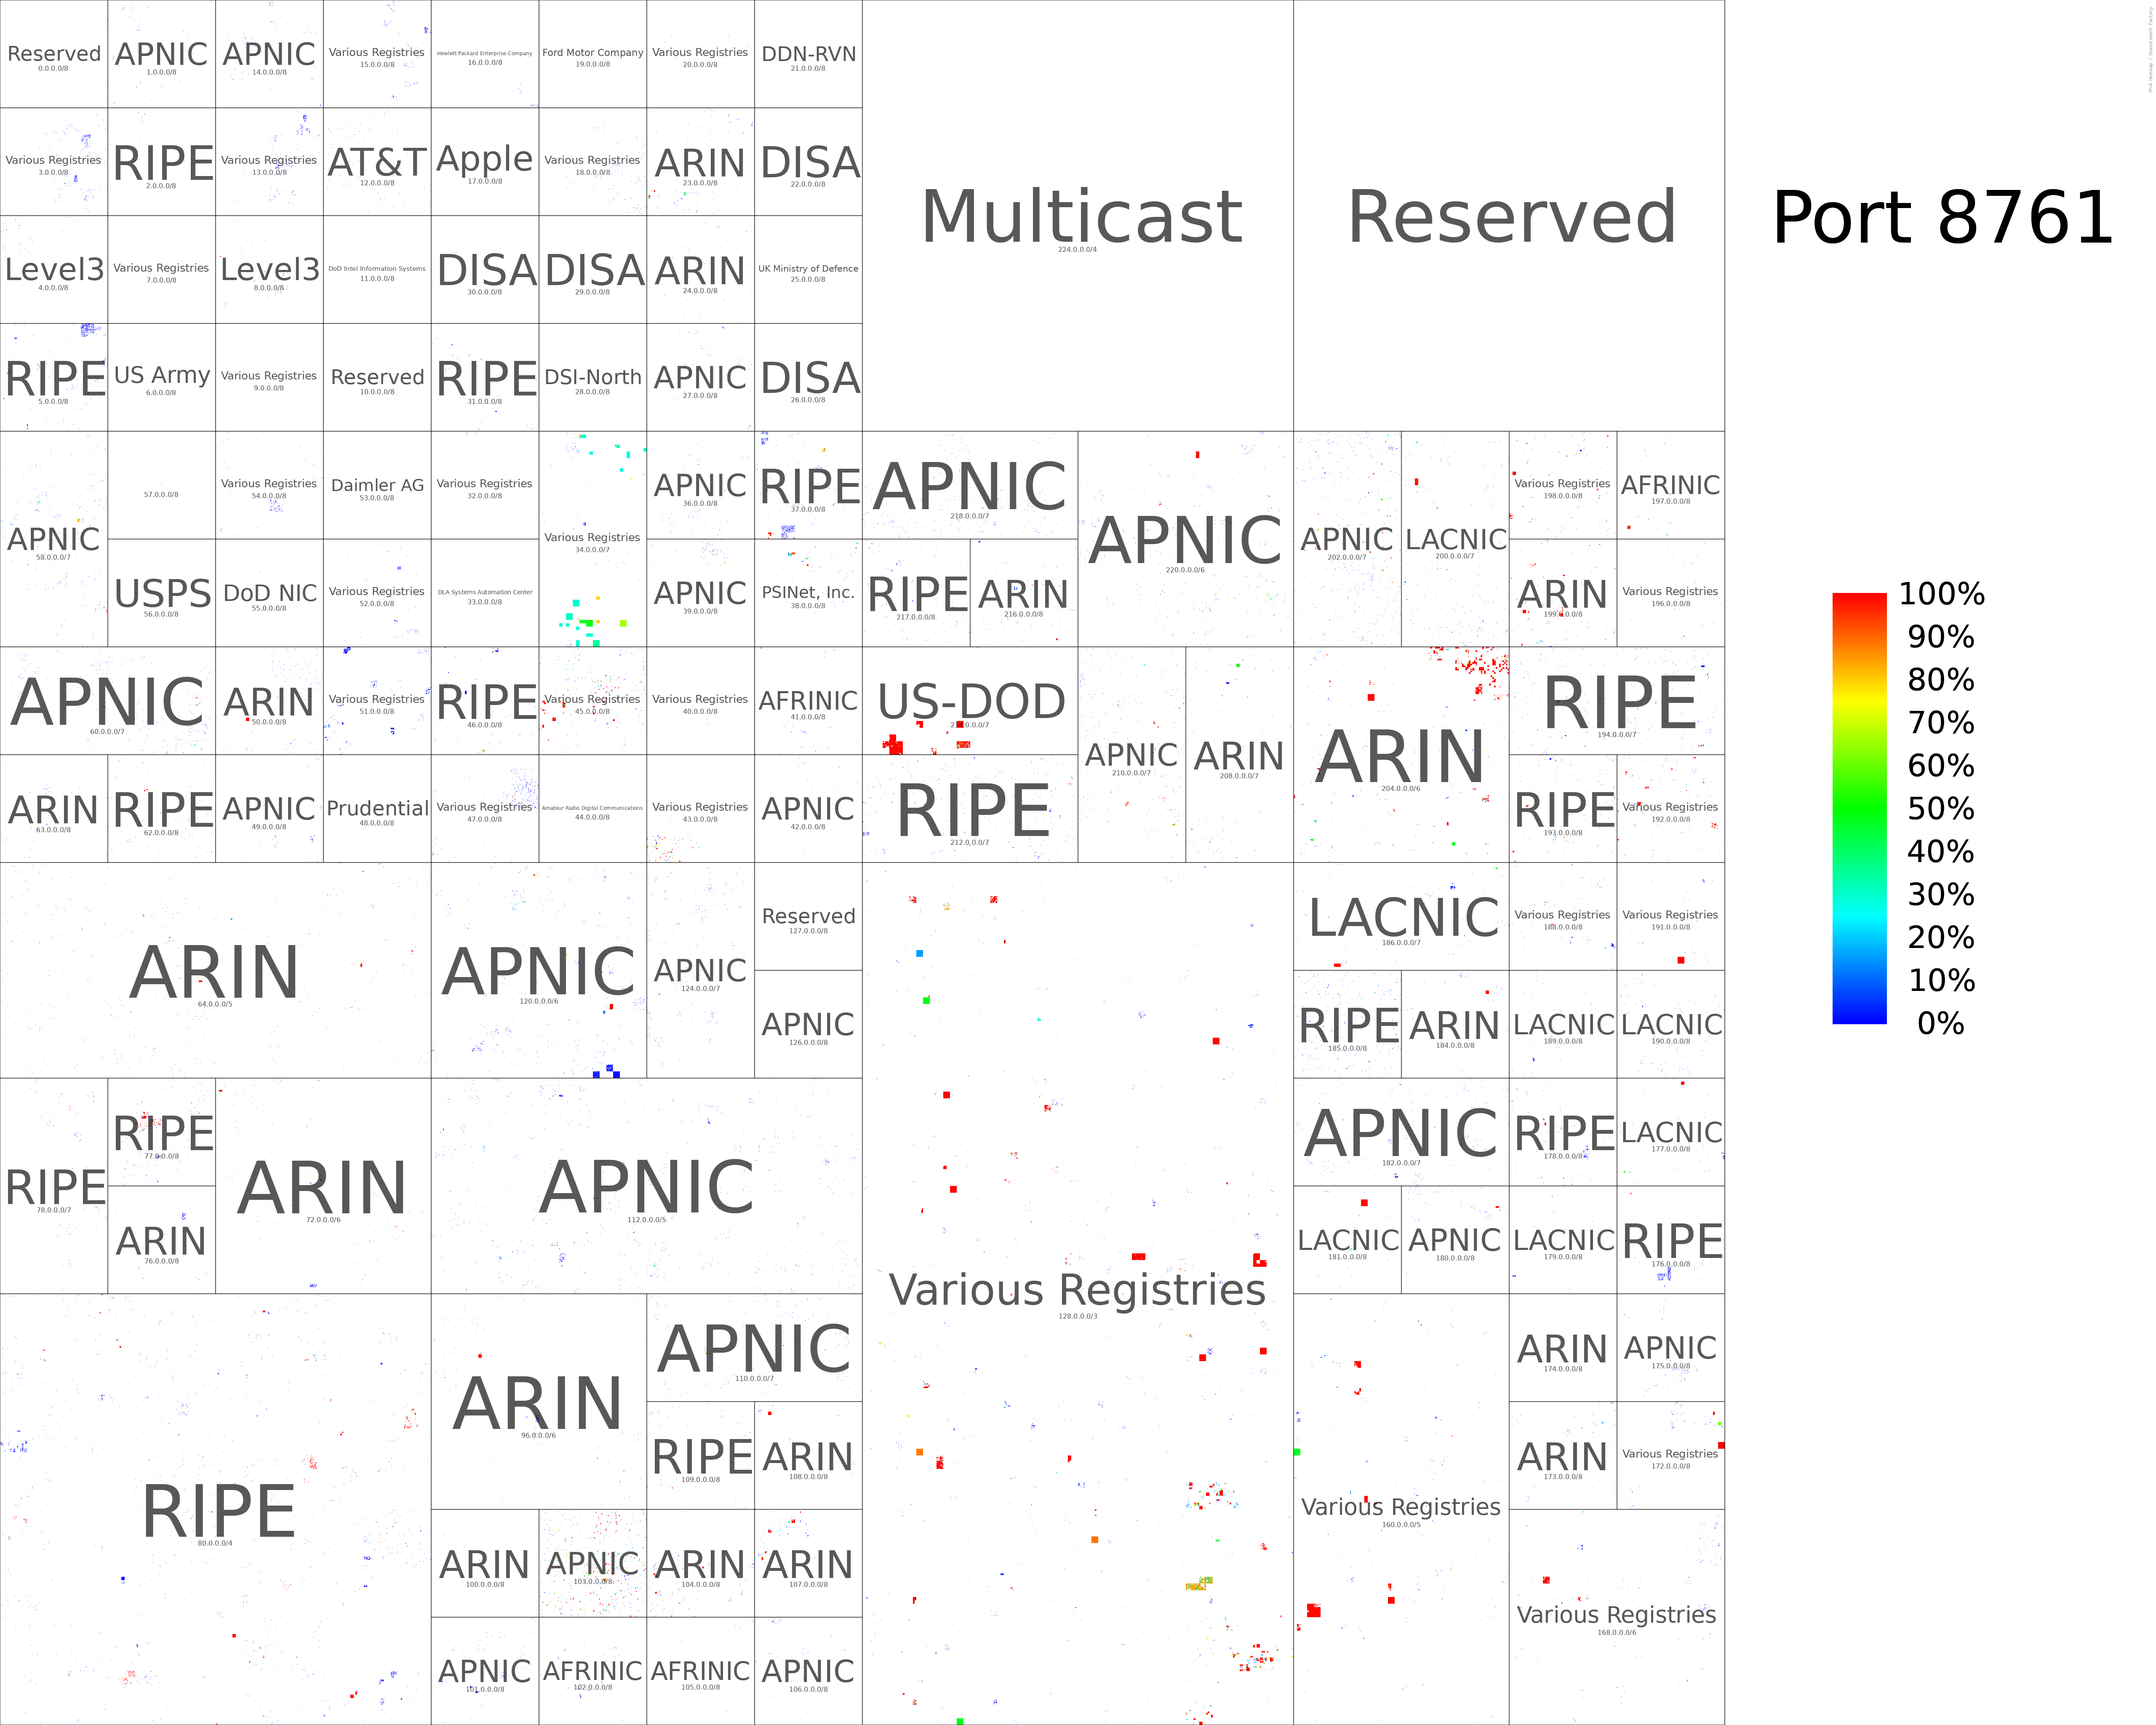 Reserved
0.0.0.0/8
APNIC
1.0.0.0/8
APNIC
14.0.0.0/8
Various Registries
15.0.0.0/8
Hewlett Packard Enterprise Company
16.0.0.0/8
Ford Motor Company
19.0.0.0/8
Various Registries
20.0.0.0/8
DDN-RVN
21.0.0.0/8
Various Registries
3.0.0.0/8
RIPE
2.0.0.0/8
Various Registries
13.0.0.0/8
AT&T
12.0.0.0/8
Apple
17.0.0.0/8
Various Registries
18.0.0.0/8
ARIN
23.0.0.0/8
DISA
22.0.0.0/8
Multicast
224.0.0.0/4
Reserved
Port 8761
Level3
4.0.0.0/8
Various Registries
7.0.0.0/8
Level3
8.0.0.0/8
DoD Intel Information Systems
11.0.0.0/8
DISA
30.0.0.0/8
DISA
29.0.0.0/8
ARIN
24.0.0.0/8
UK Ministry of Defence
25.0.0.0/8
RIPE
5.0.0.0/8
US Army
6.0.0.0/8
Various Registries
9.0.0.0/8
Reserved
10.0.0.0/8
RIPE
31.0.0.0/8
DSI-North
28.0.0.0/8
APNIC
27.0.0.0/8
DISA
26.0.0.0/8
APNIC
58.0.0.0/7
57.0.0.0/8
Various Registries
54.0.0.0/8
Daimler AG
53.0.0.0/8
Various Registries
32.0.0.0/8
Various Registries
34.0.0.0/7
APNIC
36.0.0.0/8
RIPE
37.0.0.0/8
APNIC
218.0.0.0/7
APNIC
220.0.0.0/6
APNIC
202.0.0.0/7
LACNIC
200.0.0.0/7
Various Registries
198.0.0.0/8
AFRINIC
197.0.0.0/8
USPS
56.0.0.0/8
DoD NIC
55.0.0.0/8
Various Registries
52.0.0.0/8
DLA Systems Automation Center
33.0.0.0/8
APNIC
39.0.0.0/8
PSINet, Inc.
38.0.0.0/8
RIPE
217.0.0.0/8
ARIN
216.0.0.0/8
ARIN
199.0.0.0/8
Various Registries
196.0.0.0/8
100%
90%
80%
70%
60%
50%
40%
30%
20%
10%
0%
APNIC
60.0.0.0/7
ARIN
50.0.0.0/8
Various Registries
51.0.0.0/8
RIPE
46.0.0.0/8
Various Registries
45.0.0.0/8
Various Registries
40.0.0.0/8
AFRINIC
41.0.0.0/8
US-DOD
APNIC
210.0.0.0/7
ARIN
208.0.0.0/7
ARIN
204.0.0.0/6
RIPE
194.0.0.0/7
ARIN
63.0.0.0/8
RIPE
62.0.0.0/8
APNIC
49.0.0.0/8
Prudential
48.0.0.0/8
Various Registries
47.0.0.0/8
Amateur Radio Digital Communications
44.0.0.0/8
Various Registries
43.0.0.0/8
APNIC
42.0.0.0/8
RIPE
212.0.0.0/7
RIPE
193.0.0.0/8
Various Registries
192.0.0.0/8
ARIN
64.0.0.0/5
APNIC
120.0.0.0/6
APNIC
124.0.0.0/7
Reserved
127.0.0.0/8
APNIC
126.0.0.0/8
Various Registries
128.0.0.0/3
LACNIC
186.0.0.0/7
Various Registries
188.0.0.0/8
Various Registries
191.0.0.0/8
RIPE
185.0.0.0/8
ARIN
184.0.0.0/8
LACNIC
189.0.0.0/8
LACNIC
190.0.0.0/8
RIPE
78.0.0.0/7
RIPE
77.0.0.0/8
ARIN
76.0.0.0/8
ARIN
72.0.0.0/6
APNIC
112.0.0.0/5
APNIC
182.0.0.0/7
RIPE
178.0.0.0/8
LACNIC
177.0.0.0/8
LACNIC
181.0.0.0/8
APNIC
180.0.0.0/8
LACNIC
179.0.0.0/8
RIPE
176.0.0.0/8
RIPE
80.0.0.0/4
ARIN
96.0.0.0/6
APNIC
110.0.0.0/7
RIPE
109.0.0.0/8
ARIN
108.0.0.0/8
ARIN
100.0.0.0/8
APNIC
103.0.0.0/8
ARIN
104.0.0.0/8
ARIN
107.0.0.0/8
APNIC
101.0.0.0/8
AFRINIC
102.0.0.0/8
AFRINIC
105.0.0.0/8
APNIC
106.0.0.0/8
Various Registries
160.0.0.0/5
ARIN
174.0.0.0/8
APNIC
175.0.0.0/8
ARIN
173.0.0.0/8
Various Registries
172.0.0.0/8
Various Registries
168.0.0.0/6